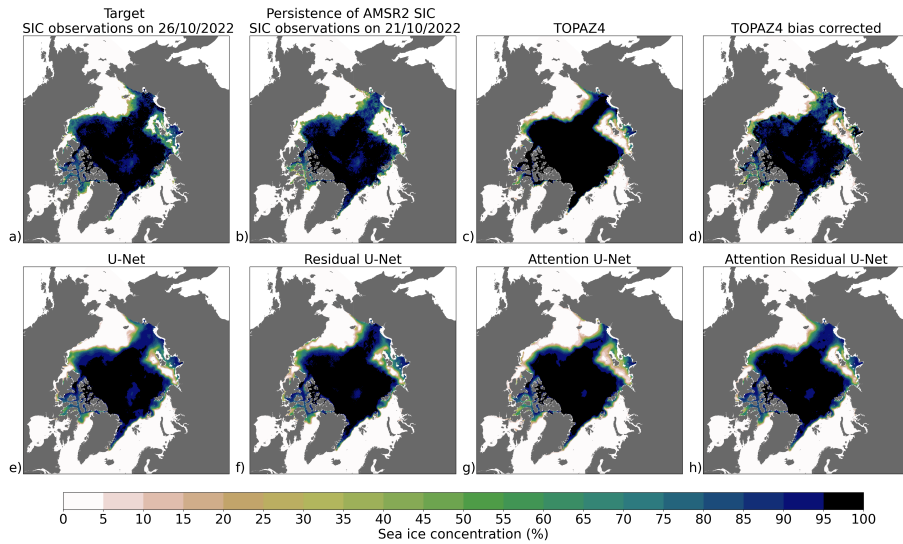 Target
SIC observations on 26/10/2022
Persistence of AMSR2 SIC
SIC observations on 21/10/2022
TOPAZ4
TOPAZ4 bias corrected
a)
b)
c)
d)
U-Net
Residual U-Net
Attention U-Net
Attention Residual U-Net
e)
f)
g)
h)
0 5 10 15 20 25 30 35 40 45 50 55 60 65 70 75 80 85 90 95 100
Sea ice concentration (%)